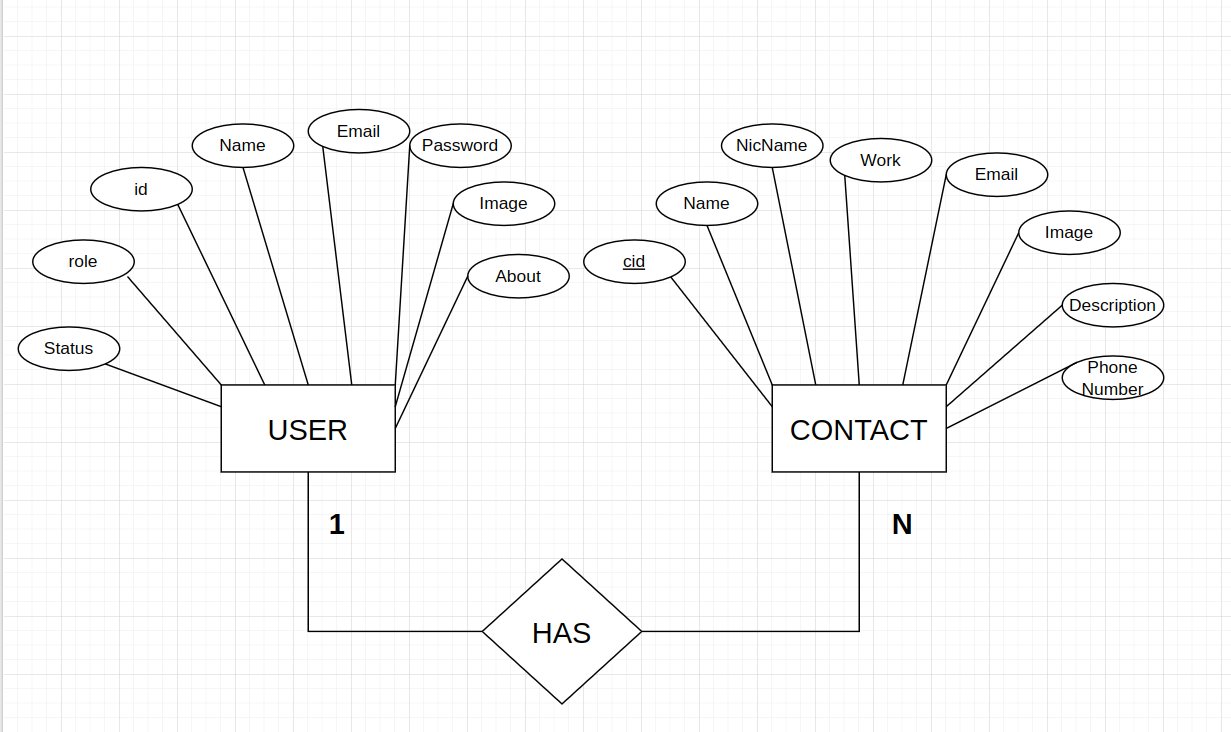 Email
Name
Password
NicName
Work
Email
id
Name
Image
Image
role
cid
About
Description
Status
Phone
Number
USER
CONTACT
1
N
HAS